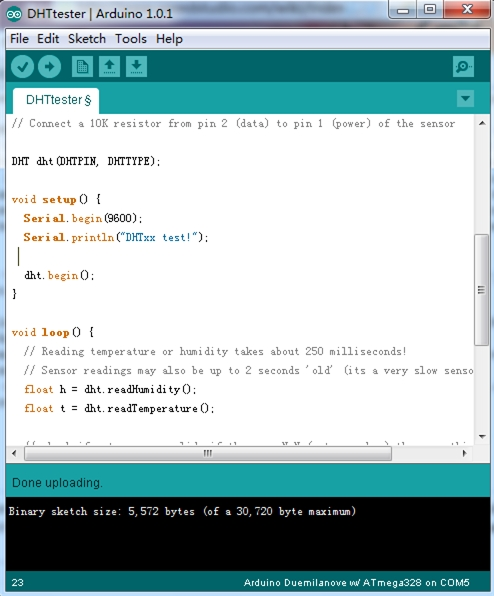 DHTtester | Arduino 1.0.1
File Edit Sketch Tools Help
DHTtester §
// Connect a 10K resistor from pin 2 (data) to pin 1 (power) of the sensor
DHT dht(DHTPIN, DHTTYPE);
void setup() {
Serial.begin(9600);
Serial.println("DHTxx test!");
dht.begin();
}
void loop() {
// Reading temperature or humidity takes about 250 milliseconds!
// Sensor readings may also be up to 2 seconds 'old' (its a very slow senso
float h = dht.readHumidity();
float t = dht.readTemperature();
Done uploading.
Binary sketch size: 5,572 bytes (of a 30,720 byte maximum)
23
Arduino Duemilanove w/ ATmega328 on COM5